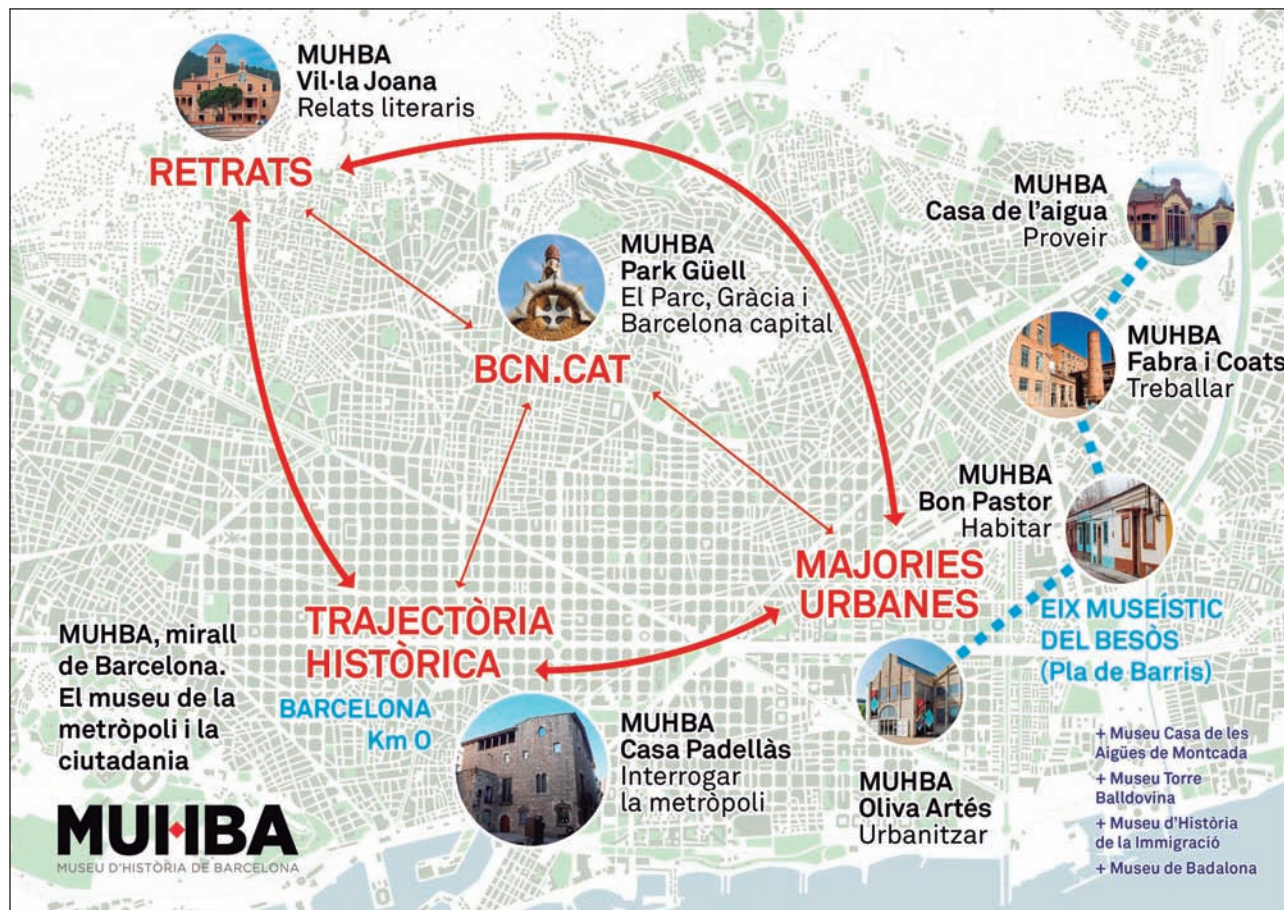 MUHBA
Vil·la Joana
Relats literaris
RETRATS
MUHBA
Casa de l'aigua
Proveir
MUHBA
Park Güell
El Parc, Gràcia i
Barcelona capital
BCN.CAT
MUHBA
Fabra i Coats
Treballar
MUHBA
Bon Pastor
Habitar
MAJORIES
URBANES
EIX MUSEÍSTIC
DEL BESÒS
(Pla de Barris)
TRAJECTÒRIA
HISTÒRICA
BARCELONA
Km 0
MUHBA, mirall
de Barcelona.
El museu de la
metròpoli i la
ciutadania
MUHBA
Casa Padellàs
Interrogar
la metròpoli
MUHBA
Oliva Artés
Urbanitzar
+ Museu Casa de les
Aigües de Montcada
+ Museu Torre
Balldovina
+ Museu d'Història
de la Immigració
+ Museu de Badalona
MUHBA
MUSEU D'HISTÒRIA DE BARCELONA